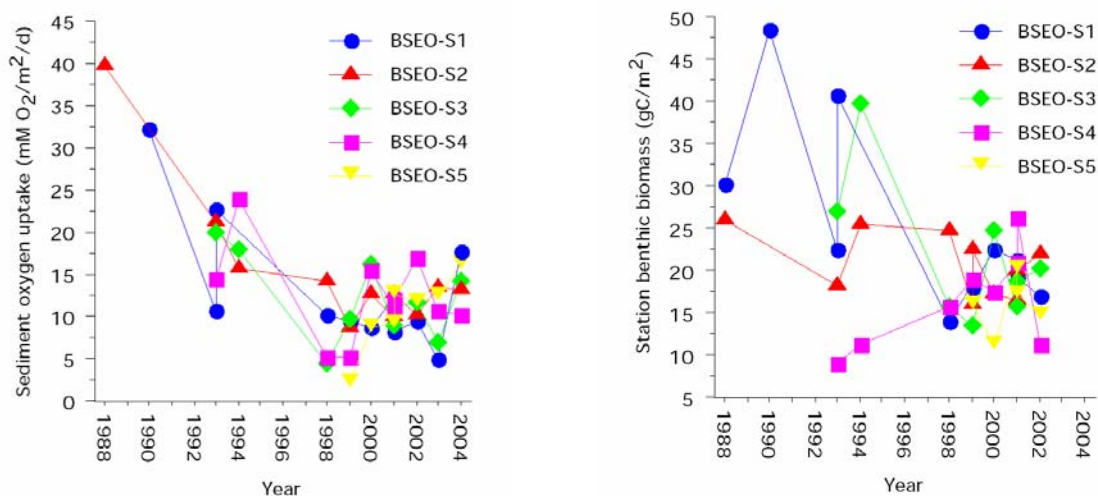 Sediment oxygen uptake (mM O₂/m²/d)
45
40
35
30
25
20
15
10
5
0
BSEO-S1
BSEO-S2
BSEO-S3
BSEO-S4
BSEO-S5
1988
1990
1992
1994
1996
1998
2000
2002
2004
Year
Station benthic biomass (gC/m²)
50
45
40
35
30
25
20
15
10
5
BSEO-S1
BSEO-S2
BSEO-S3
BSEO-S4
BSEO-S5
1988
1990
1992
1994
1996
1998
2000
2002
2004
Year